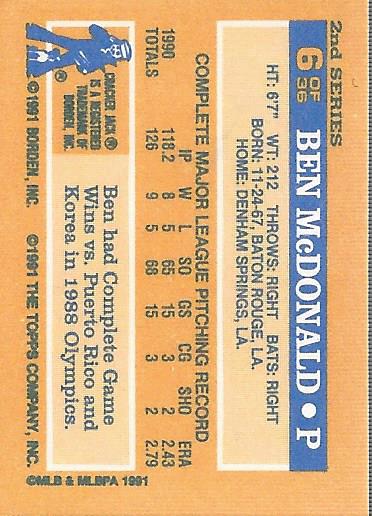 2nd SERIES
6 OF 36
BEN McDONALD • P
HT: 6'7" WT: 212 THROWS: RIGHT BATS: RIGHT
BORN: 11-24-67, BATON ROUGE, LA.
HOME: DENHAM SPRINGS, LA.
COMPLETE MAJOR LEAGUE PITCHING RECORD
IP W L SO GS CG SHO ERA
1990 118.2 8 5 65 15 3 2 2.43
TOTALS 126 9 5 68 15 3 2 2.79
CRACKER JACK®
IS A REGISTERED
TRADEMARK OF
BORDEN, INC.
®
Ben had Complete Game
Wins vs. Puerto Rico and
Korea in 1988 Olympics.
©1991 BORDEN, INC. ©1991 THE TOPPS COMPANY, INC.
©MLB & MLBPA 1991